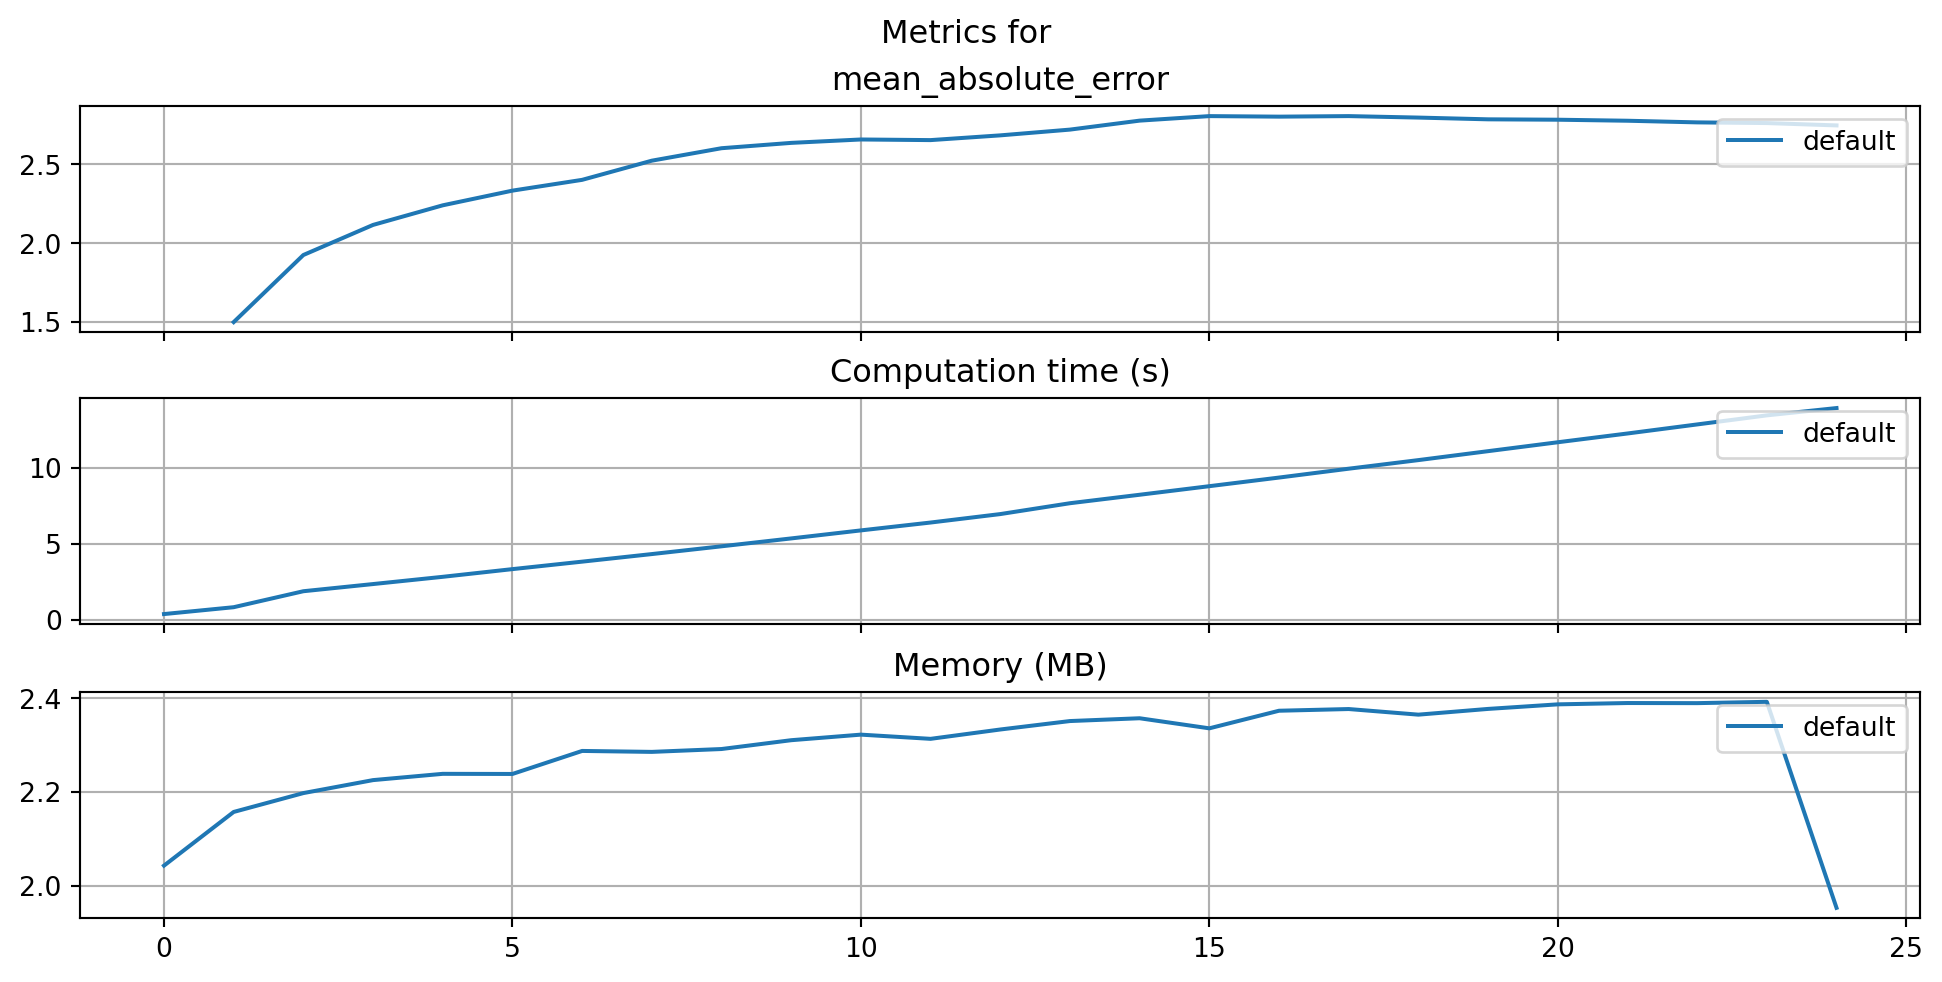 Metrics for
mean_absolute_error
2.5
2.0
1.5
default
Computation time (s)
10
5
0
default
Memory (MB)
2.4
2.2
2.0
default
0 5 10 15 20 25